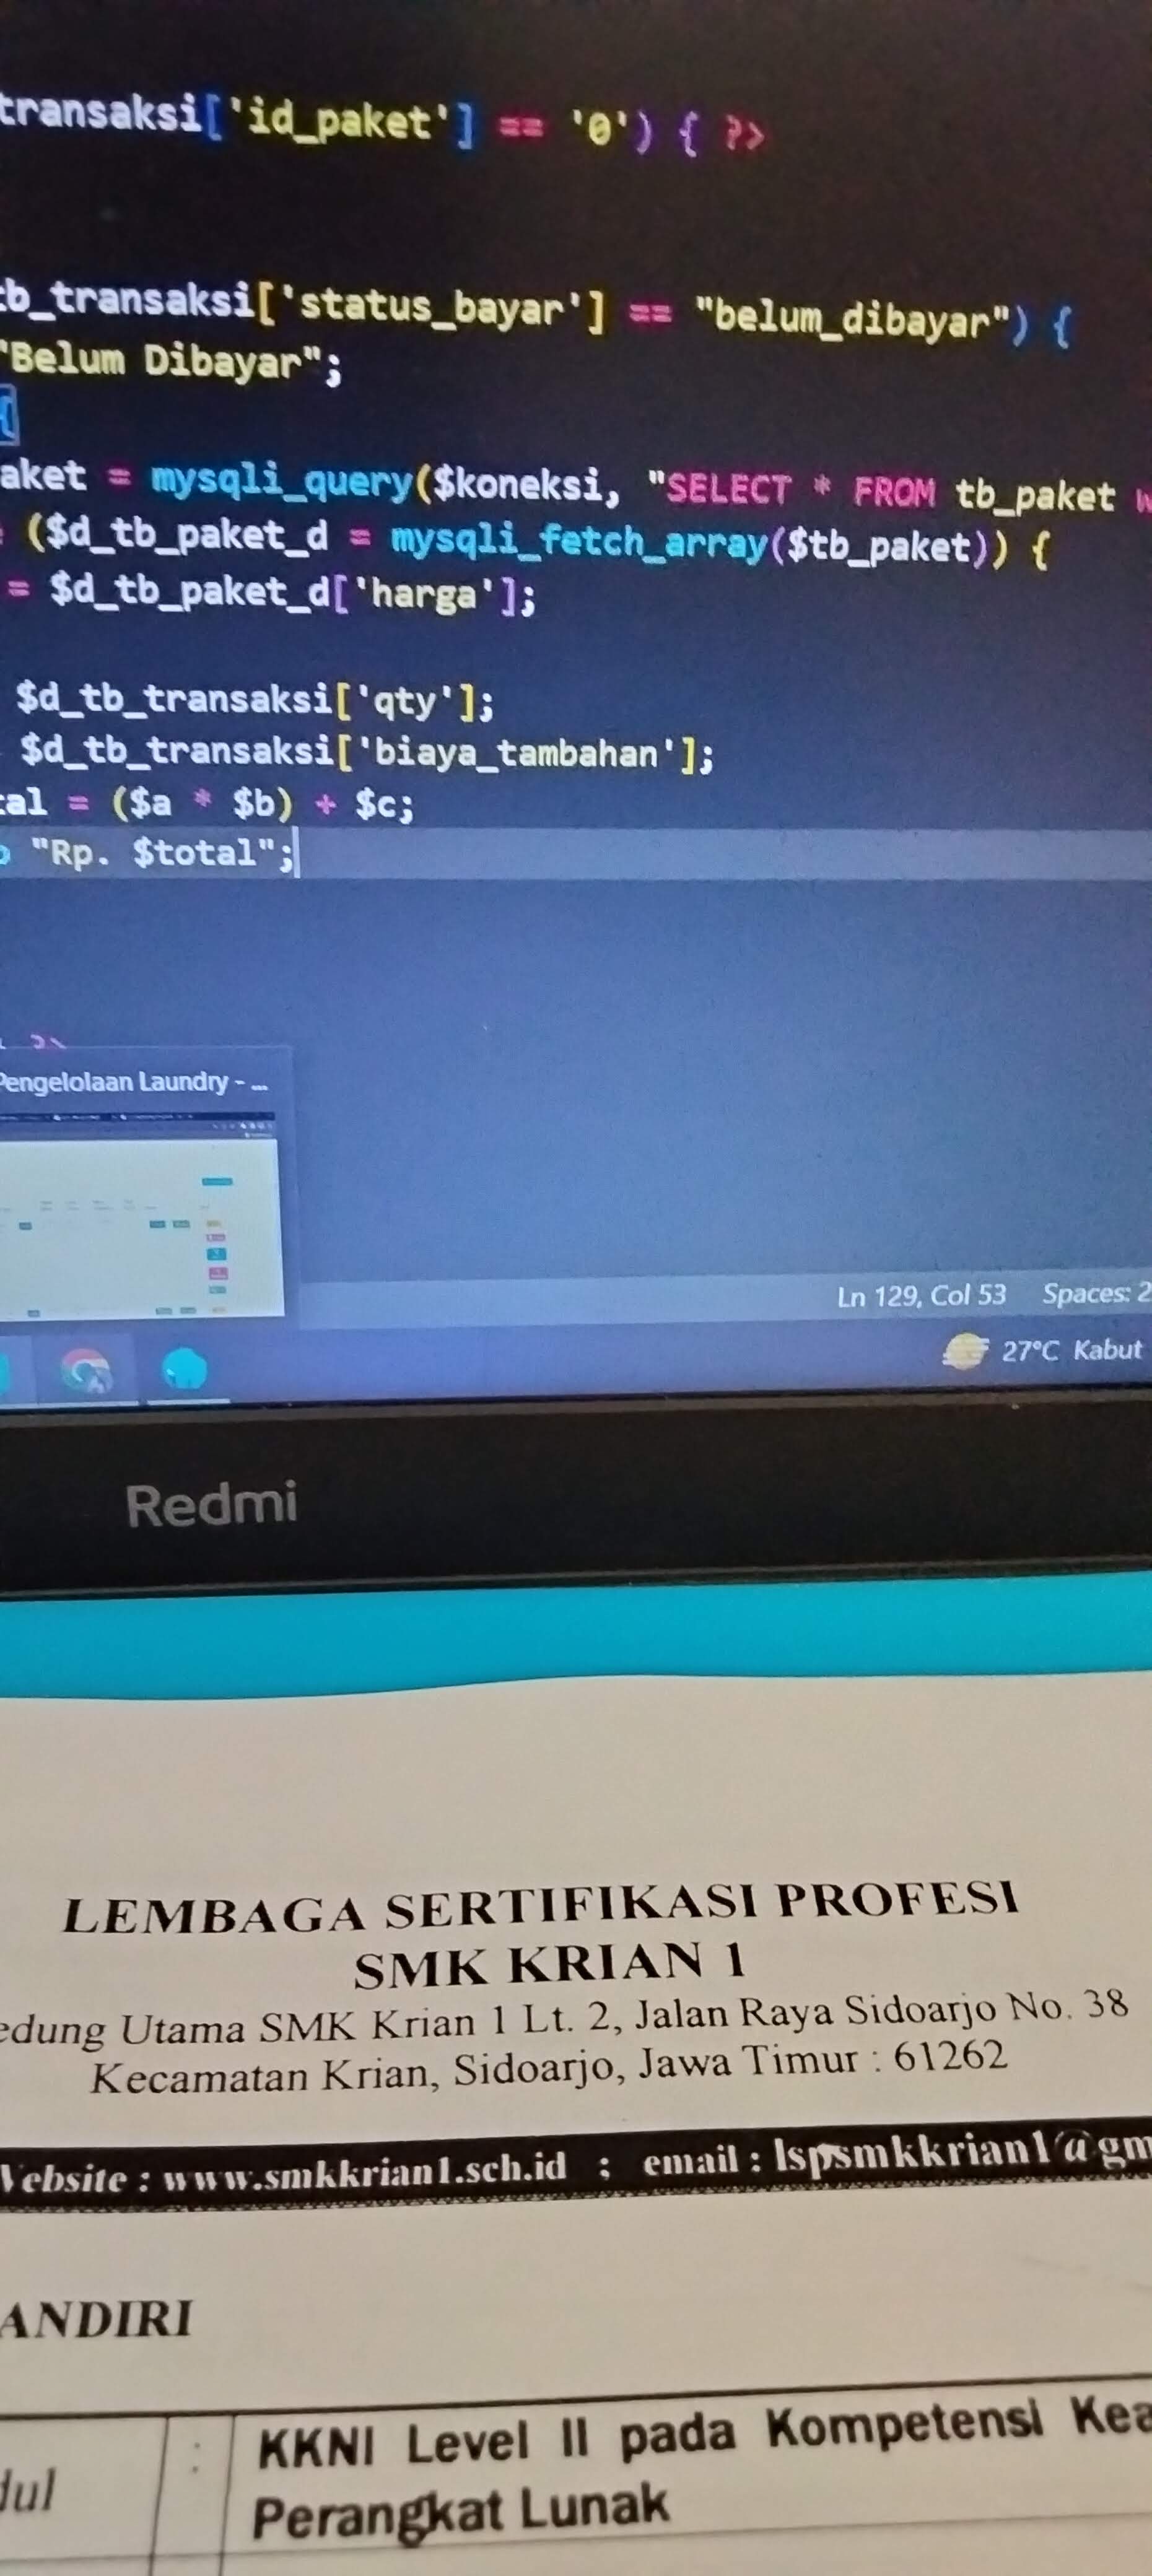 transaksi['id_paket'] == '0') { ?>
tb_transaksi['status_bayar'] == "belum_dibayar") {
"Belum Dibayar";
{
aket = mysqli_query($koneksi, "SELECT * FROM tb_paket w
($d_tb_paket_d = mysqli_fetch_array($tb_paket)) {
= $d_tb_paket_d['harga'];
$d_tb_transaksi['qty'];
$d_tb_transaksi['biaya_tambahan'];
tal = ($a * $b) + $c;
o "Rp. $total";
Pengelolaan Laundry - ...
Ln 129, Col 53 Spaces: 2
27°C Kabut
Redmi
LEMBAGA SERTIFIKASI PROFESI
SMK KRIAN 1
edung Utama SMK Krian 1 Lt. 2, Jalan Raya Sidoarjo No. 38
Kecamatan Krian, Sidoarjo, Jawa Timur : 61262
Website : www.smkkrian1.sch.id ; email : lspsmkkrian1@gm
ANDIRI
dul : KKNI Level II pada Kompetensi Kea
Perangkat Lunak